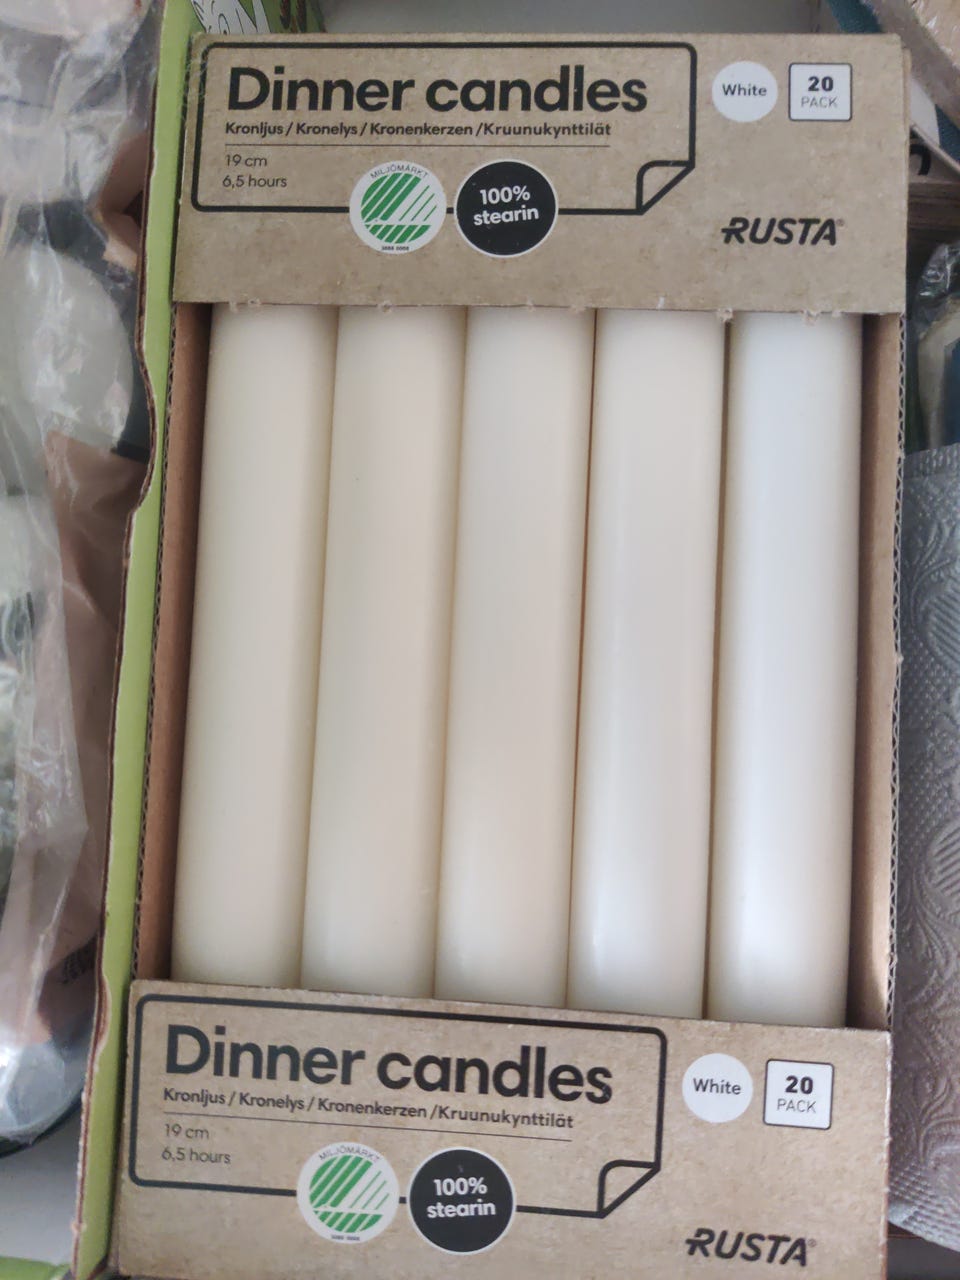 Dinner candles
White
20
PACK
Kronljus / Kronelys / Kronenkerzen /Kruunukynttilät
19 cm
6,5 hours
MILJÖMÄRKT
100%
stearin
RUSTA
Dinner candles
White
20
PACK
Kronljus / Kronelys / Kronenkerzen /Kruunukynttilät
19 cm
6,5 hours
MILJÖMÄRKT
100%
stearin
RUSTA